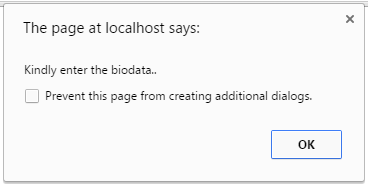 The page at localhost says:
Kindly enter the biodata..
Prevent this page from creating additional dialogs.
OK